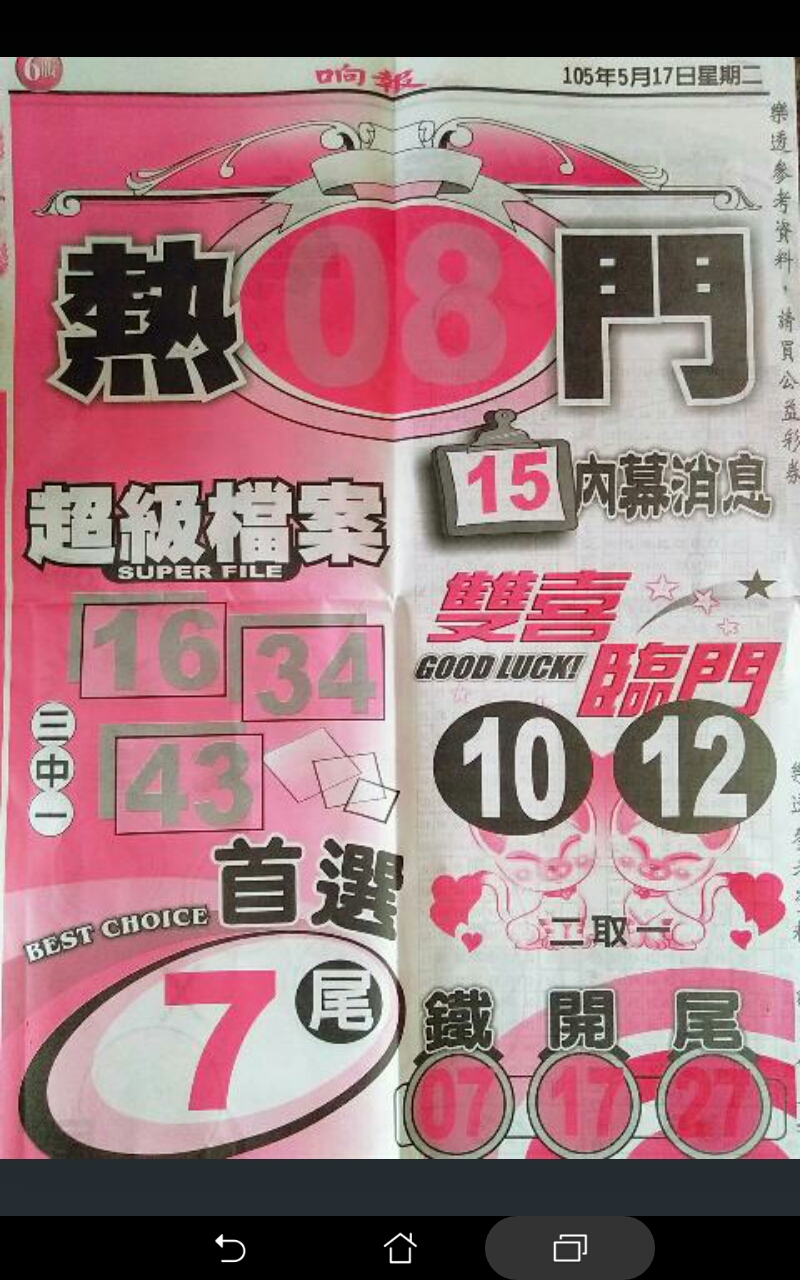 6版
响報
105年5月17日星期二
樂透參考資料,請買公益彩券
熱 08 門
15 內幕消息
超級檔案
SUPER FILE
16
34
43
三中一
雙喜
GOOD LUCK!
臨門
10 12
二取一
首選
BEST CHOICE
7 尾
鐵開尾
07 17 27